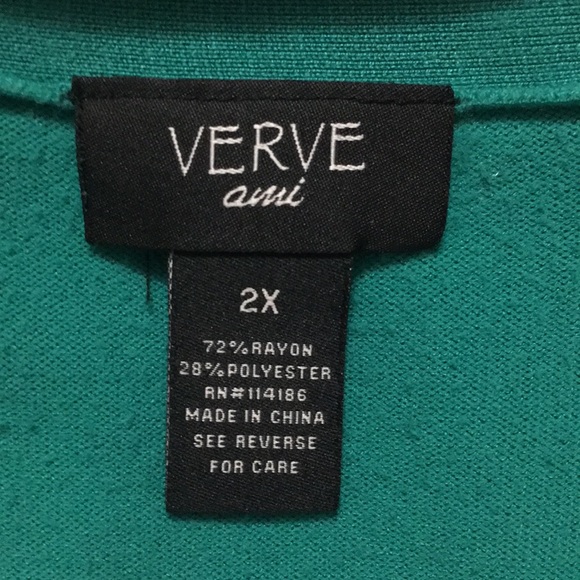 VERVE
ami
2X
72% RAYON
28% POLYESTER
RN#114186
MADE IN CHINA
SEE REVERSE
FOR CARE